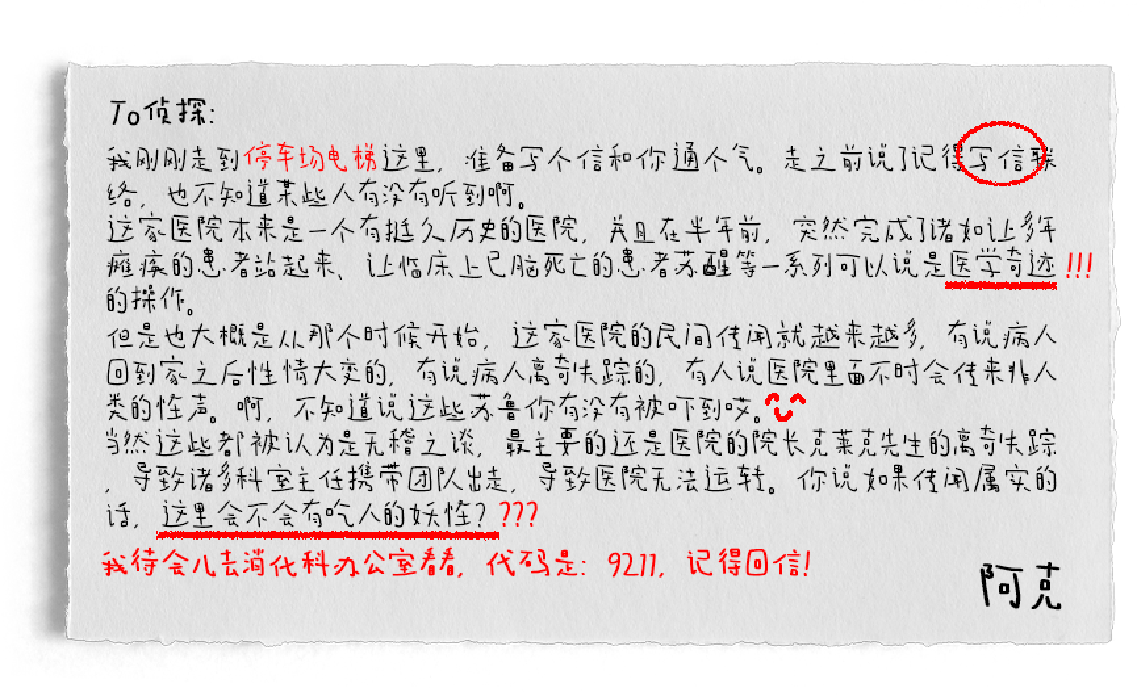 To侦探:
我刚刚走到停车场电梯这里，准备写个信和你通个气。走之前说了记得写信联
络，也不知道某些人有没有听到啊。
这家医院本来是一个有挺久历史的医院，并且在半年前，突然完成了诸如让多年
瘫痪的患者站起来、让临床上已脑死亡的患者苏醒等一系列可以说是医学奇迹!!!
的操作。
但是也大概是从那个时候开始，这家医院的民间传闻就越来越多，有说病人
回到家之后性情大变的，有说病人离奇失踪的，有人说医院里面不时会传来非人
类的怪声。啊，不知道说这些苏鲁你有没有被吓到哎。
当然这些都被认为是无稽之谈，最主要的还是医院的院长克莱克先生的离奇失踪
，导致诸多科室主任携带团队出走，导致医院无法运转。你说如果传闻属实的
话，这里会不会有吃人的妖怪????
我待会儿去消化科办公室看看，代码是：9211，记得回信!
阿克